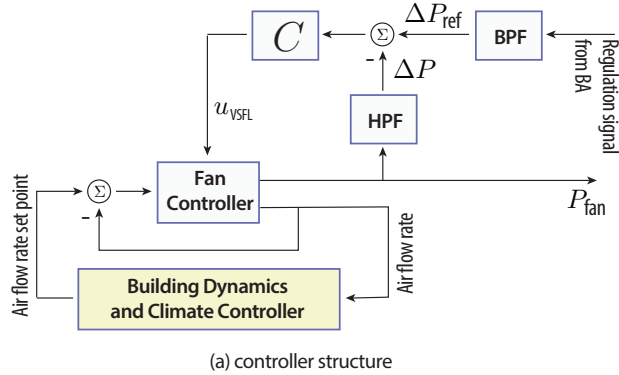 C
Σ
ΔP_ref
BPF
Regulation signal
from BA
-
ΔP
u_VSFL
HPF
Air flow rate set point
Σ
-
Fan
Controller
P_fan
Air flow rate
Building Dynamics
and Climate Controller
(a) controller structure